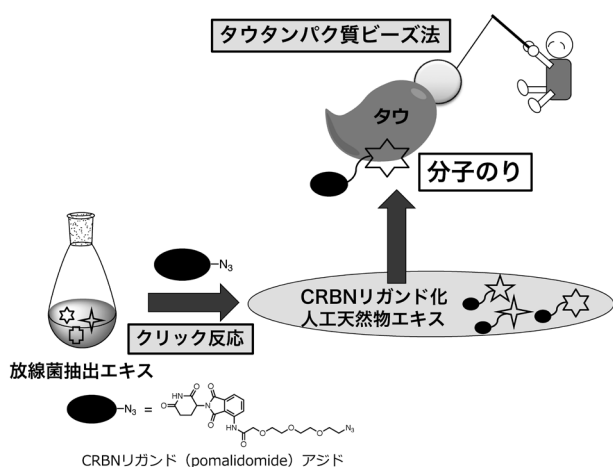 タウタンパク質ビーズ法
タウ
分子のり
N₃
クリック反応
CRBNリガンド化
人工天然物エキス
放線菌抽出エキス
N₃ =
O
NH
O
N
O
O
HN
O
O
O
O
N₃
CRBNリガンド（pomalidomide）アジド